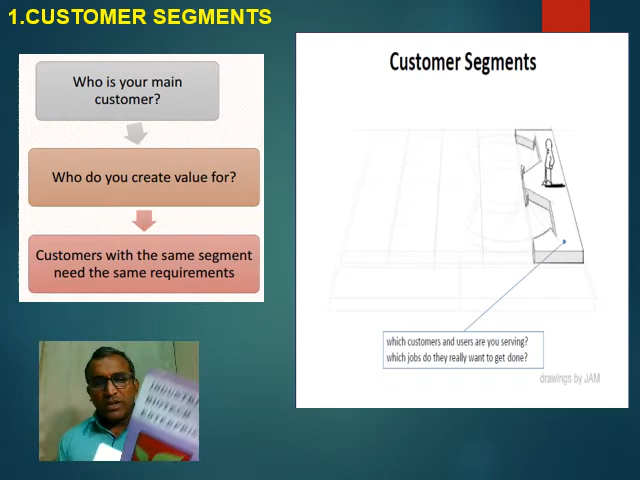 1.CUSTOMER SEGMENTS
Who is your main
customer?
Who do you create value for?
Customers with the same segment
need the same requirements
Customer Segments
which customers and users are you serving?
which jobs do they really want to get done?
drawings by JAM
BIOTECH